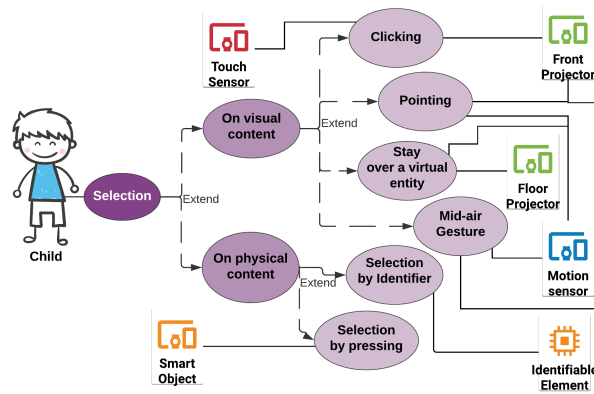 Touch
Sensor
Clicking
Front
Projector
Pointing
On visual
content
Extend
Stay
over a virtual
entity
Floor
Projector
Selection
Extend
Mid-air
Gesture
Child
On physical
content
Selection
by Identifier
Extend
Motion
sensor
Selection
by pressing
Smart
Object
Identifiable
Element